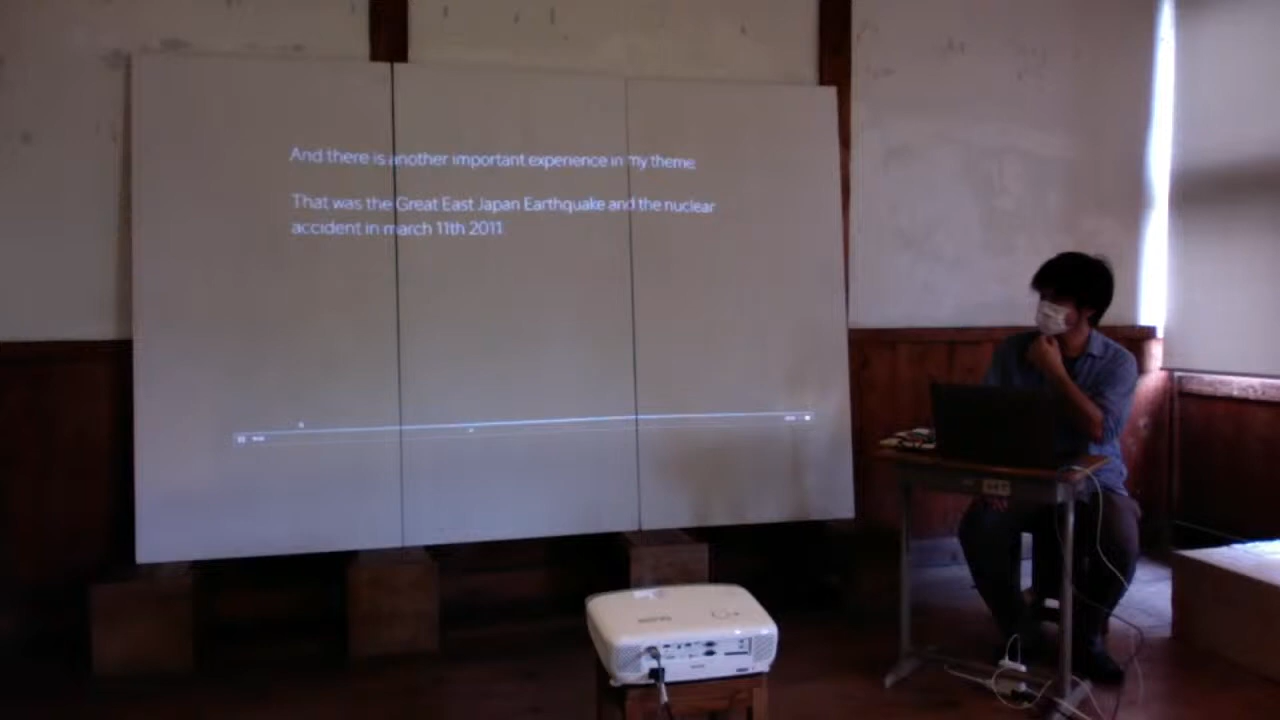 And there is another important experience in my theme.
That was the Great East Japan Earthquake and the nuclear
accident in march 11th 2011.